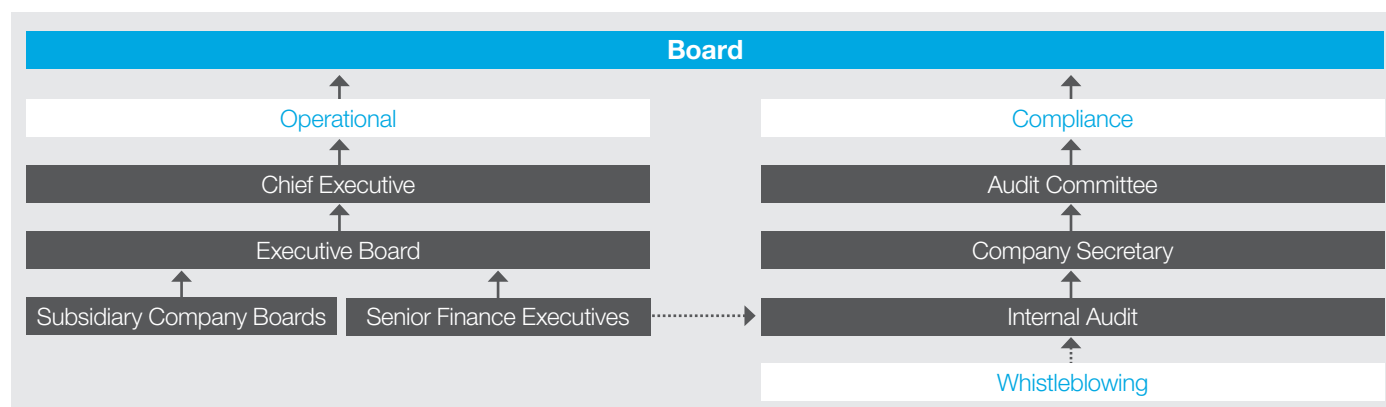 Board
Operational
Compliance
Chief Executive
Audit Committee
Executive Board
Company Secretary
Subsidiary Company Boards
Senior Finance Executives
Internal Audit
Whistleblowing